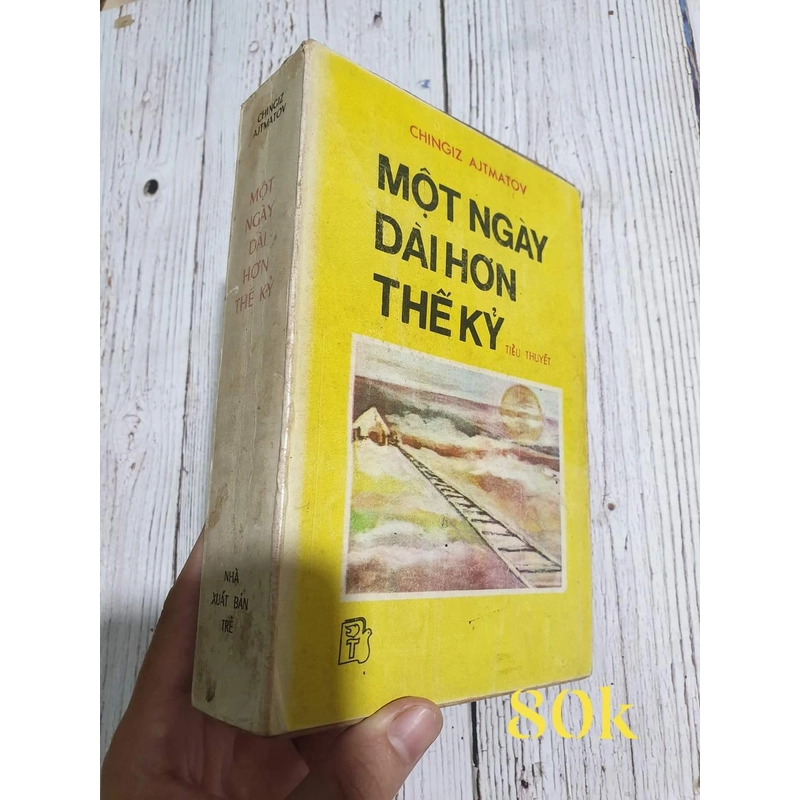 CHINGIZ
AJTMATOV
MỘT
NGÀY
DÀI
HƠN
THẾ KỶ
NHÀ
XUẤT BẢN
TRẺ
CHINGIZ AJTMATOV
MỘT NGÀY
DÀI HƠN
THẾ KỶ
TIỂU THUYẾT
T
80k